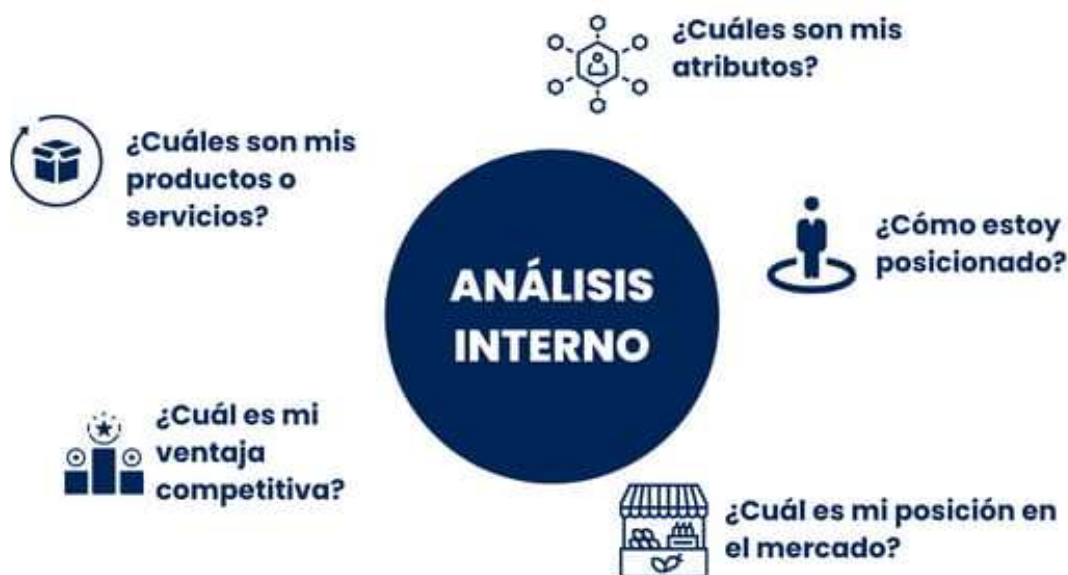 ¿Cuáles son mis
atributos?
¿Cuáles son mis
productos o
servicios?
¿Cómo estoy
posicionado?
ANÁLISIS
INTERNO
¿Cuál es mi
ventaja
competitiva?
¿Cuál es mi posición en
el mercado?